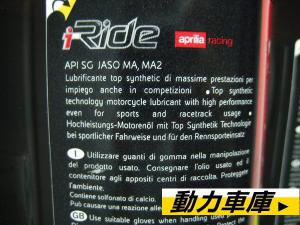 iRide
aprilia racing
API SG JASO MA, MA2
Lubrificante top synthetic di massime prestazioni per
impiego anche in competizioni • Top synthetic
technology motorcycle lubricant with high performance
even for sports and racetrack usage •
Hochleistungs-Motorenöl mit Top Synthetic Technologie
bei sportlicher Fahrweise und für den Rennsporteinsatz
I Utilizzare guanti di gomma nella manipolazione
del prodotto usato. Consegnare l'olio usato ed il
contenitore agli appositi centri di raccolta. Proteggete
l'ambiente.
Contiene solfonato di calcio.
Può causare reazione alle
GB Use suitable gloves when handling used pro
動力車庫